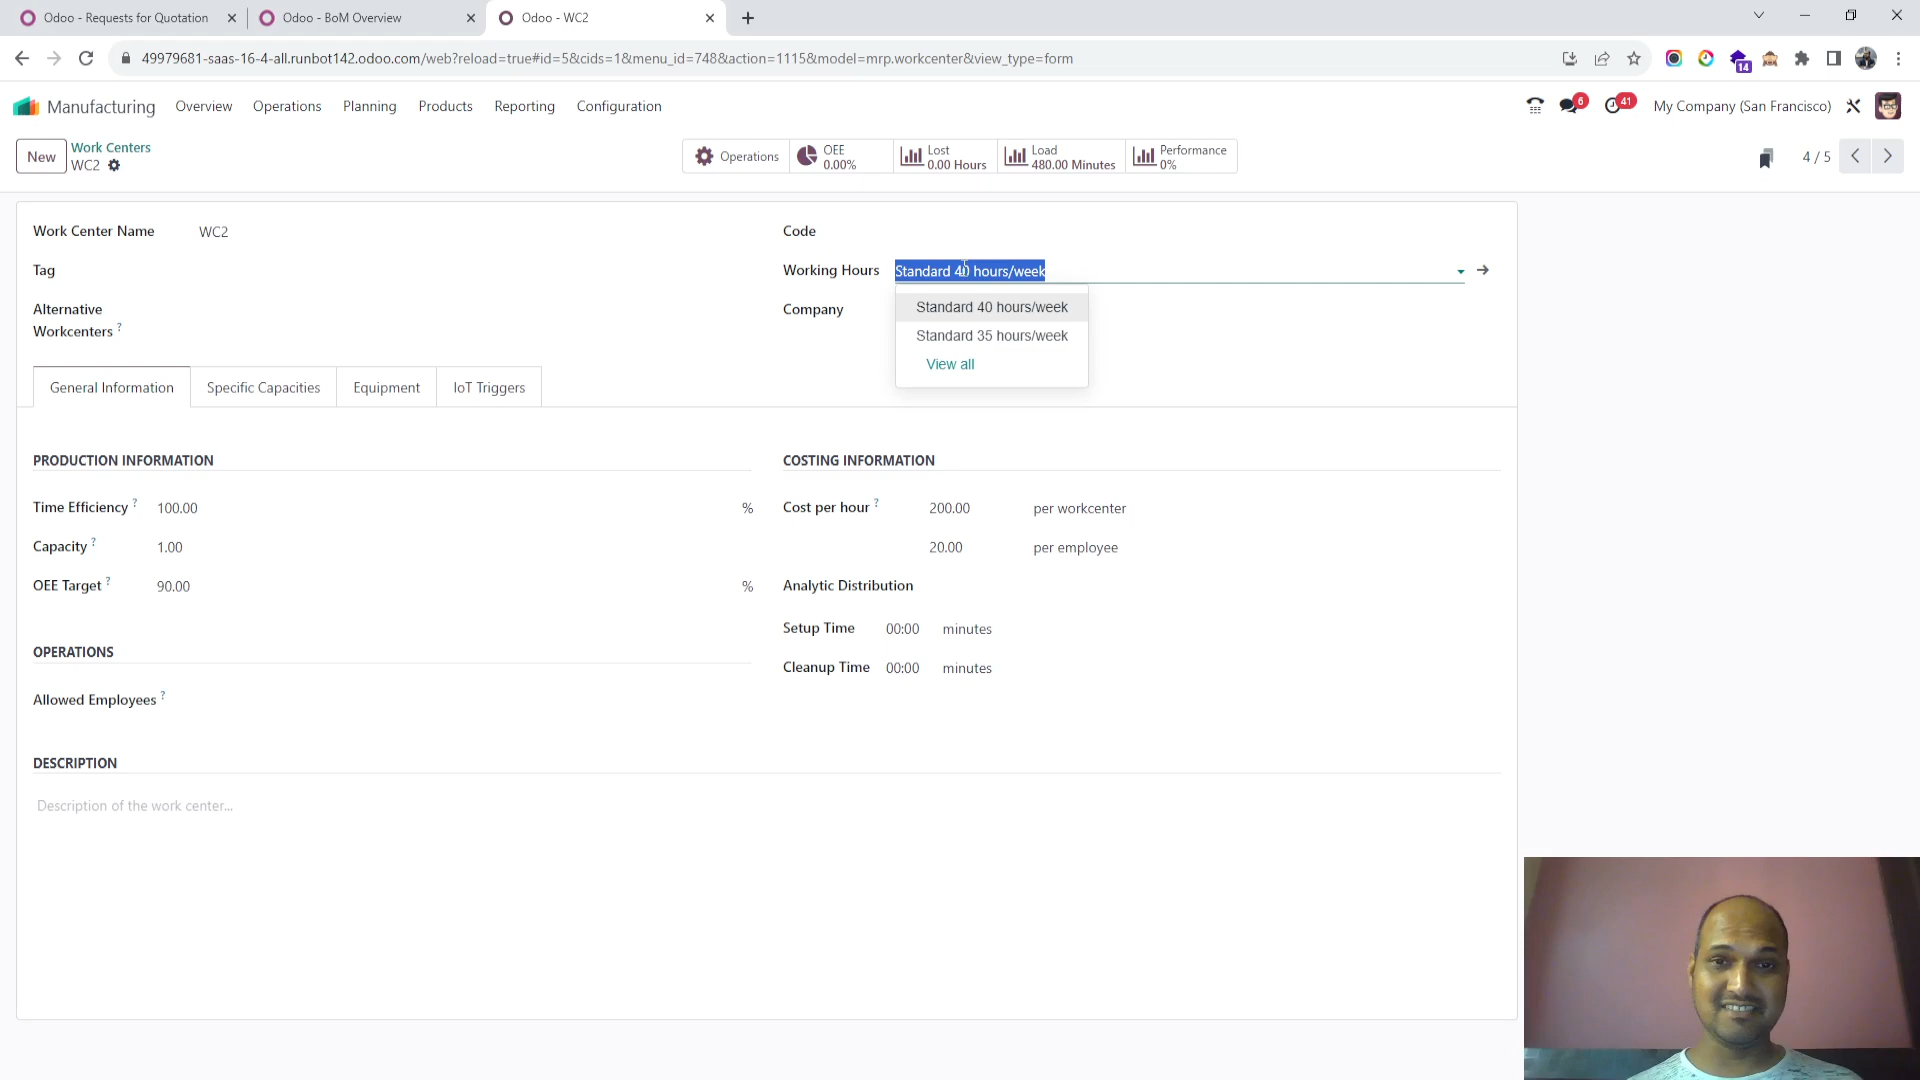 Odoo - Requests for Quotation
Odoo - BoM Overview
Odoo - WC2
49979681-saas-16-4-all.runbot142.odoo.com/web?reload=true#id=5&cids=1&menu_id=748&action=1115&model=mrp.workcenter&view_type=form
14
Manufacturing Overview Operations Planning Products Reporting Configuration
6 41 My Company (San Francisco)
New
Work Centers
WC2
Operations
OEE
0.00%
Lost
0.00 Hours
Load
480.00 Minutes
Performance
0%
4 / 5
Work Center Name WC2
Code
Tag
Working Hours Standard 40 hours/week
Alternative
Workcenters ?
Company
Standard 40 hours/week
Standard 35 hours/week
View all
General Information Specific Capacities Equipment IoT Triggers
PRODUCTION INFORMATION
COSTING INFORMATION
Time Efficiency ? 100.00 %
Cost per hour ? 200.00 per workcenter
Capacity ? 1.00
20.00 per employee
OEE Target ? 90.00 %
Analytic Distribution
Setup Time 00:00 minutes
OPERATIONS
Cleanup Time 00:00 minutes
Allowed Employees ?
DESCRIPTION
Description of the work center...